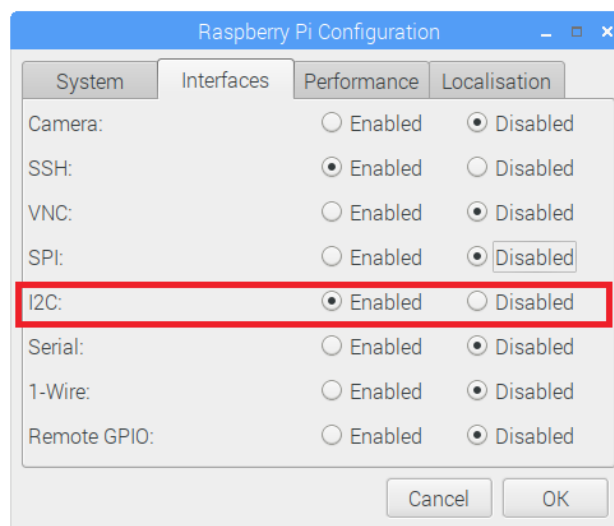 Raspberry Pi Configuration
System Interfaces Performance Localisation
Camera: Enabled Disabled
SSH: Enabled Disabled
VNC: Enabled Disabled
SPI: Enabled Disabled
I2C: Enabled Disabled
Serial: Enabled Disabled
1-Wire: Enabled Disabled
Remote GPIO: Enabled Disabled
Cancel OK